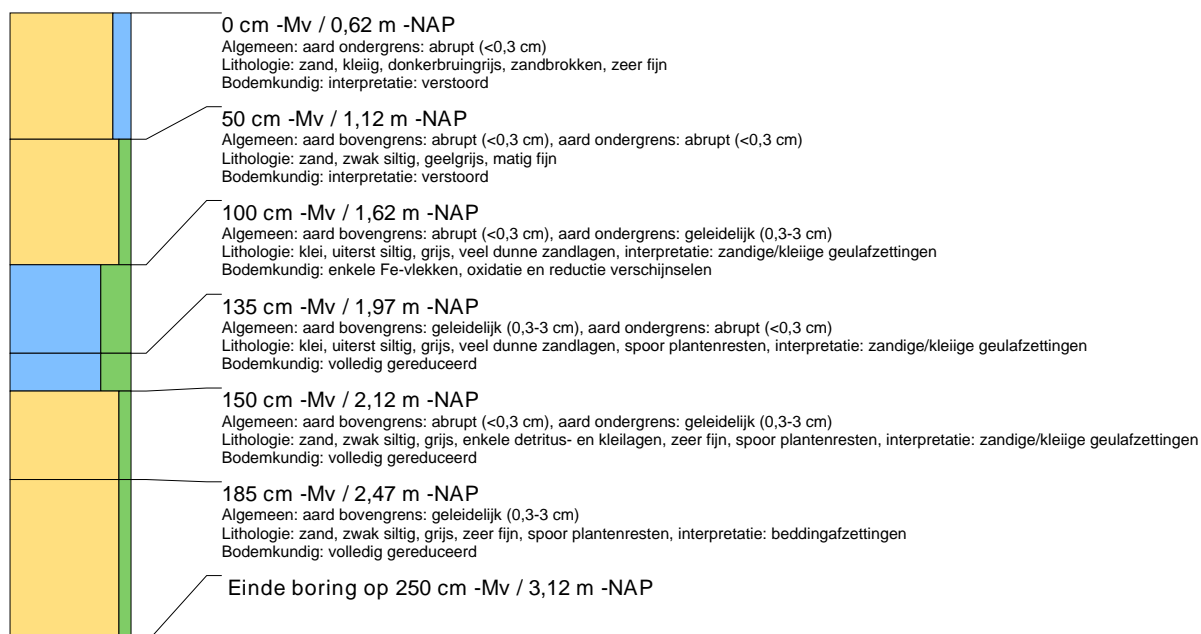 0 cm -Mv / 0,62 m -NAP
Algemeen: aard ondergrens: abrupt (<0,3 cm)
Lithologie: zand, kleiig, donkerbruingrijs, zandbrokken, zeer fijn
Bodemkundig: interpretatie: verstoord
50 cm -Mv / 1,12 m -NAP
Algemeen: aard bovengrens: abrupt (<0,3 cm), aard ondergrens: abrupt (<0,3 cm)
Lithologie: zand, zwak siltig, geelgrijs, matig fijn
Bodemkundig: interpretatie: verstoord
100 cm -Mv / 1,62 m -NAP
Algemeen: aard bovengrens: abrupt (<0,3 cm), aard ondergrens: geleidelijk (0,3-3 cm)
Lithologie: klei, uiterst siltig, grijs, veel dunne zandlagen, interpretatie: zandige/kleiige geulafzettingen
Bodemkundig: enkele Fe-vlekken, oxidatie en reductie verschijnselen
135 cm -Mv / 1,97 m -NAP
Algemeen: aard bovengrens: geleidelijk (0,3-3 cm), aard ondergrens: abrupt (<0,3 cm)
Lithologie: klei, uiterst siltig, grijs, veel dunne zandlagen, spoor plantenresten, interpretatie: zandige/kleiige geulafzettingen
Bodemkundig: volledig gereduceerd
150 cm -Mv / 2,12 m -NAP
Algemeen: aard bovengrens: abrupt (<0,3 cm), aard ondergrens: geleidelijk (0,3-3 cm)
Lithologie: zand, zwak siltig, grijs, enkele detritus- en kleilagen, zeer fijn, spoor plantenresten, interpretatie: zandige/kleiige geulafzettingen
Bodemkundig: volledig gereduceerd
185 cm -Mv / 2,47 m -NAP
Algemeen: aard bovengrens: geleidelijk (0,3-3 cm)
Lithologie: zand, zwak siltig, grijs, zeer fijn, spoor plantenresten, interpretatie: beddingafzettingen
Bodemkundig: volledig gereduceerd
Einde boring op 250 cm -Mv / 3,12 m -NAP